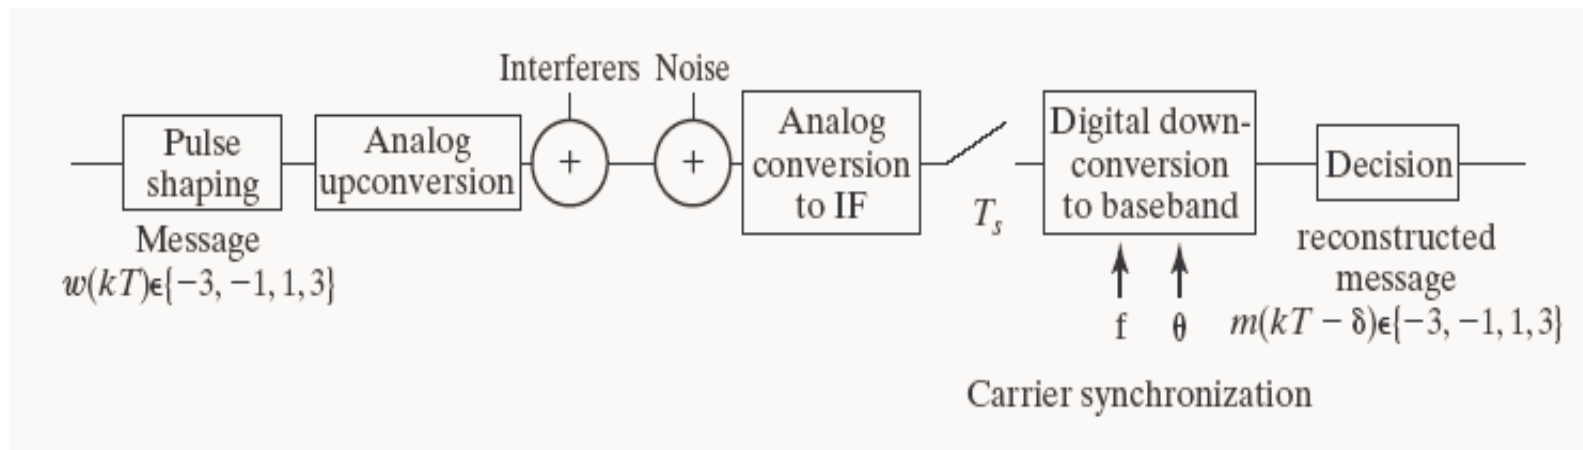 Interferers Noise
Pulse
shaping
Analog
upconversion
+
+
Analog
conversion
to IF
T_s
Digital down-
conversion
to baseband
Decision
Message
w(kT)ϵ{−3, −1, 1, 3}
f θ
reconstructed
message
m(kT − δ)ϵ{−3, −1, 1, 3}
Carrier synchronization